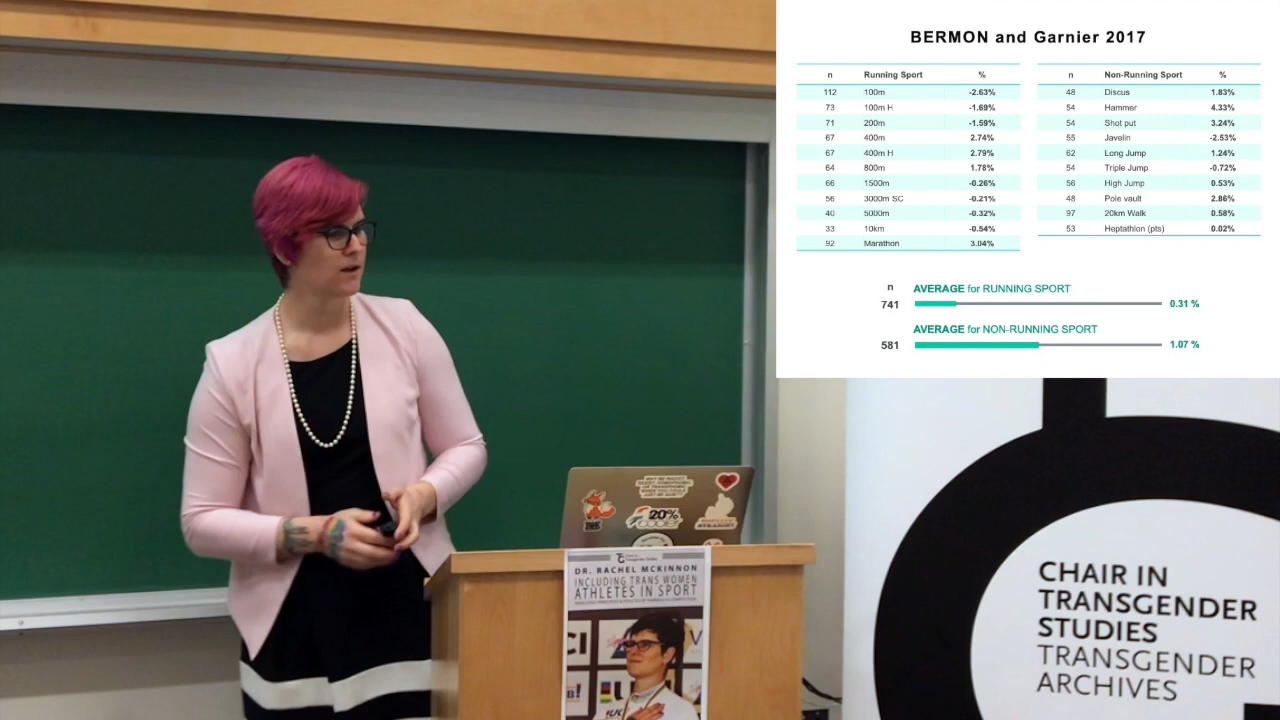 BERMON and Garnier 2017
n Running Sport %
112 100m -2.63%
73 100m H -1.69%
71 200m -1.59%
67 400m 2.74%
67 400m H 2.79%
64 800m 1.78%
66 1500m -0.26%
56 3000m SC -0.21%
40 5000m -0.32%
33 10km -0.54%
92 Marathon 3.04%
n Non-Running Sport %
48 Discus 1.83%
54 Hammer 4.33%
54 Shot put 3.24%
55 Javelin -2.53%
62 Long Jump 1.24%
54 Triple Jump -0.72%
56 High Jump 0.53%
48 Pole vault 2.86%
97 20km Walk 0.58%
53 Heptathlon (pts) 0.02%
n
741 AVERAGE for RUNNING SPORT 0.31 %
581 AVERAGE for NON-RUNNING SPORT 1.07 %
20%
COOLER
STRAIGHT
DR. RACHEL MCKINNON
INCLUDING TRANS WOMEN
ATHLETES IN SPORT
CHAIR IN
TRANSGENDER
STUDIES
TRANSGENDER
ARCHIVES